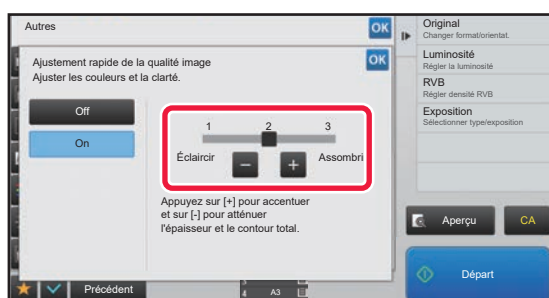 Autres
OK
Ajustement rapide de la qualité image
Ajuster les couleurs et la clarté.
OK
Off
On
1 2 3
Éclaircir
Assombri
- +
Appuyez sur [+] pour accentuer
et sur [-] pour atténuer
l'épaisseur et le contour total.
Précédent
A3
Original
Changer format/orientat.
Luminosité
Régler la luminosité
RVB
Régler densité RVB
Exposition
Sélectionner type/exposition
Aperçu
CA
Départ